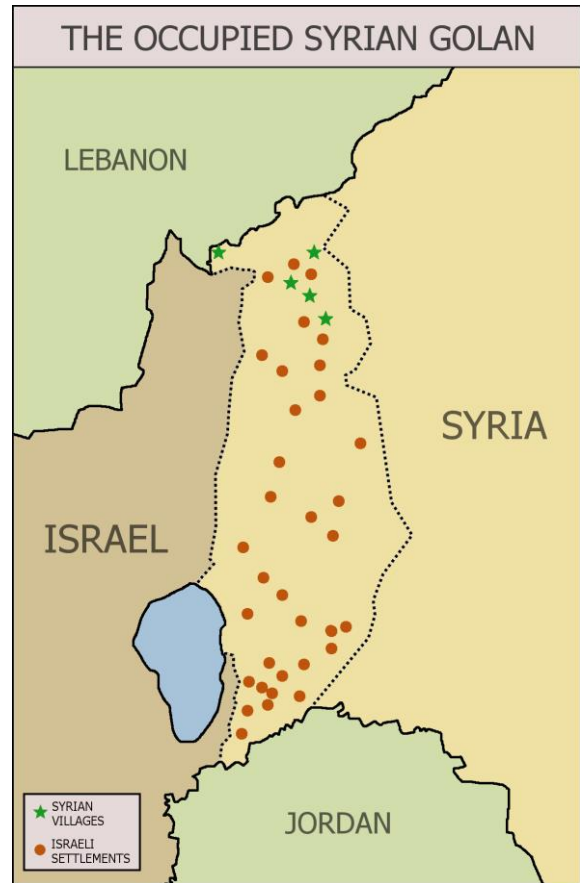 THE OCCUPIED SYRIAN GOLAN
LEBANON
SYRIA
ISRAEL
JORDAN
SYRIAN
VILLAGES
ISRAELI
SETTLEMENTS